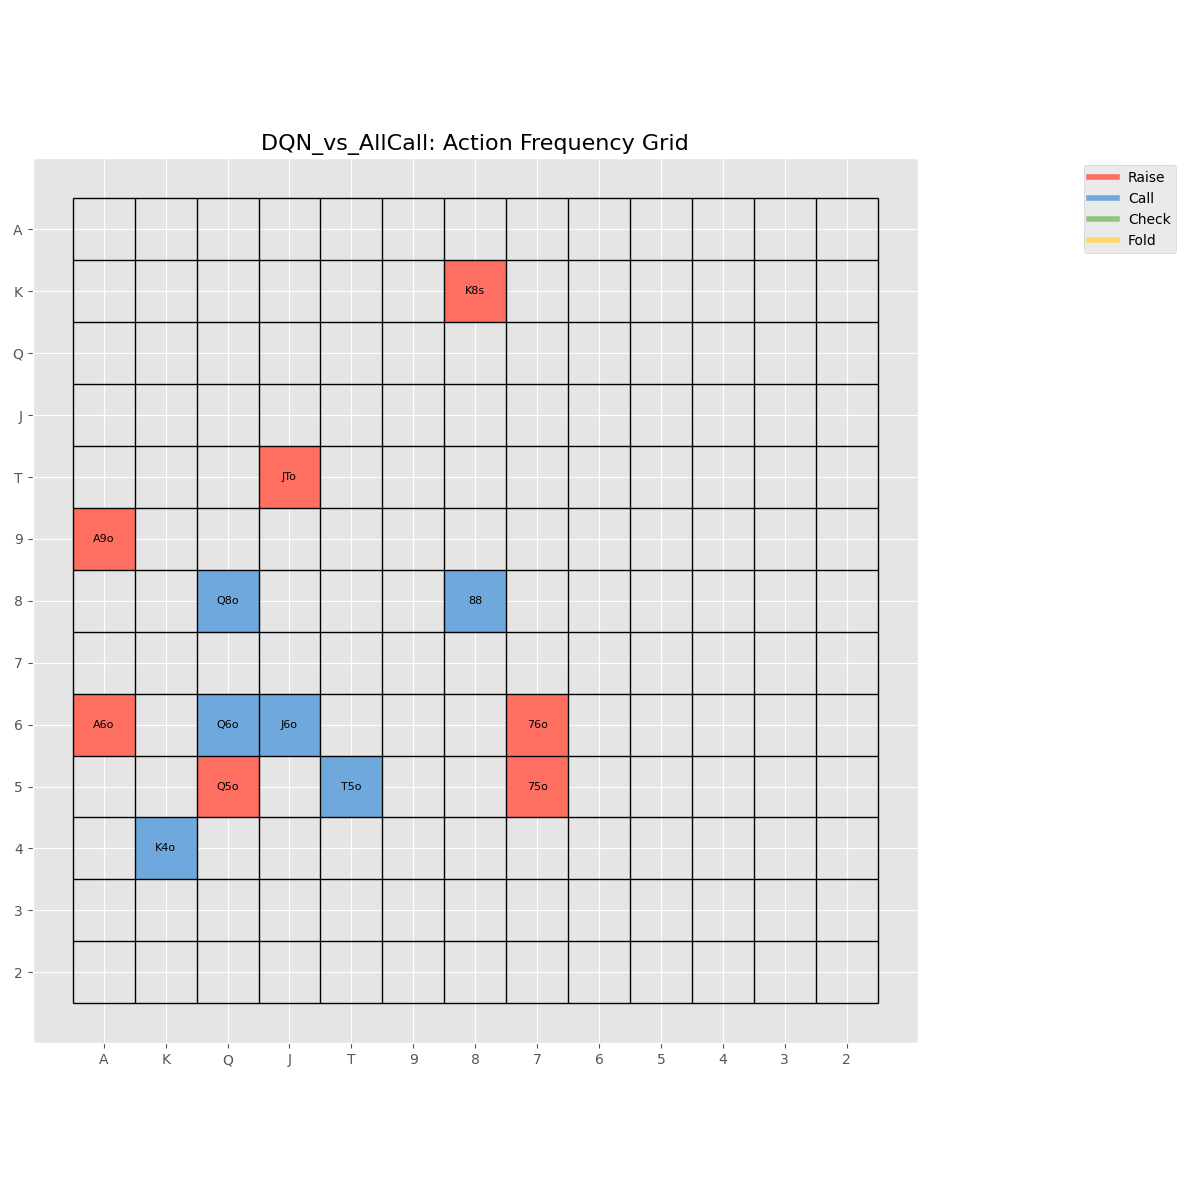 DQN_vs_AllCall: Action Frequency Grid
Raise
Call
Check
Fold
A
K
K8s
Q
J
T
JTo
9
A9o
8
Q8o
88
7
6
A6o
Q6o
J6o
76o
5
Q5o
T5o
75o
4
K4o
3
2
A K Q J T 9 8 7 6 5 4 3 2